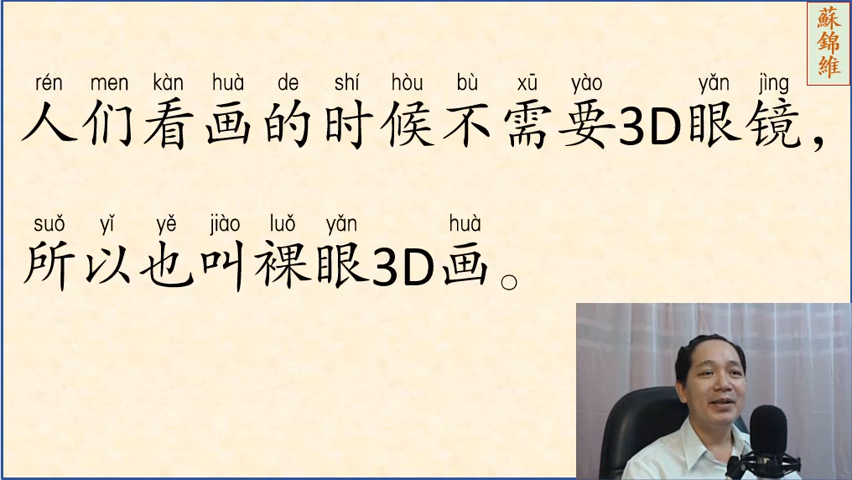 蘇錦維
rén men kàn huà de shí hòu bù xū yào yǎn jìng
人们看画的时候不需要3D眼镜，
suǒ yǐ yě jiào luǒ yǎn huà
所以也叫裸眼3D画。